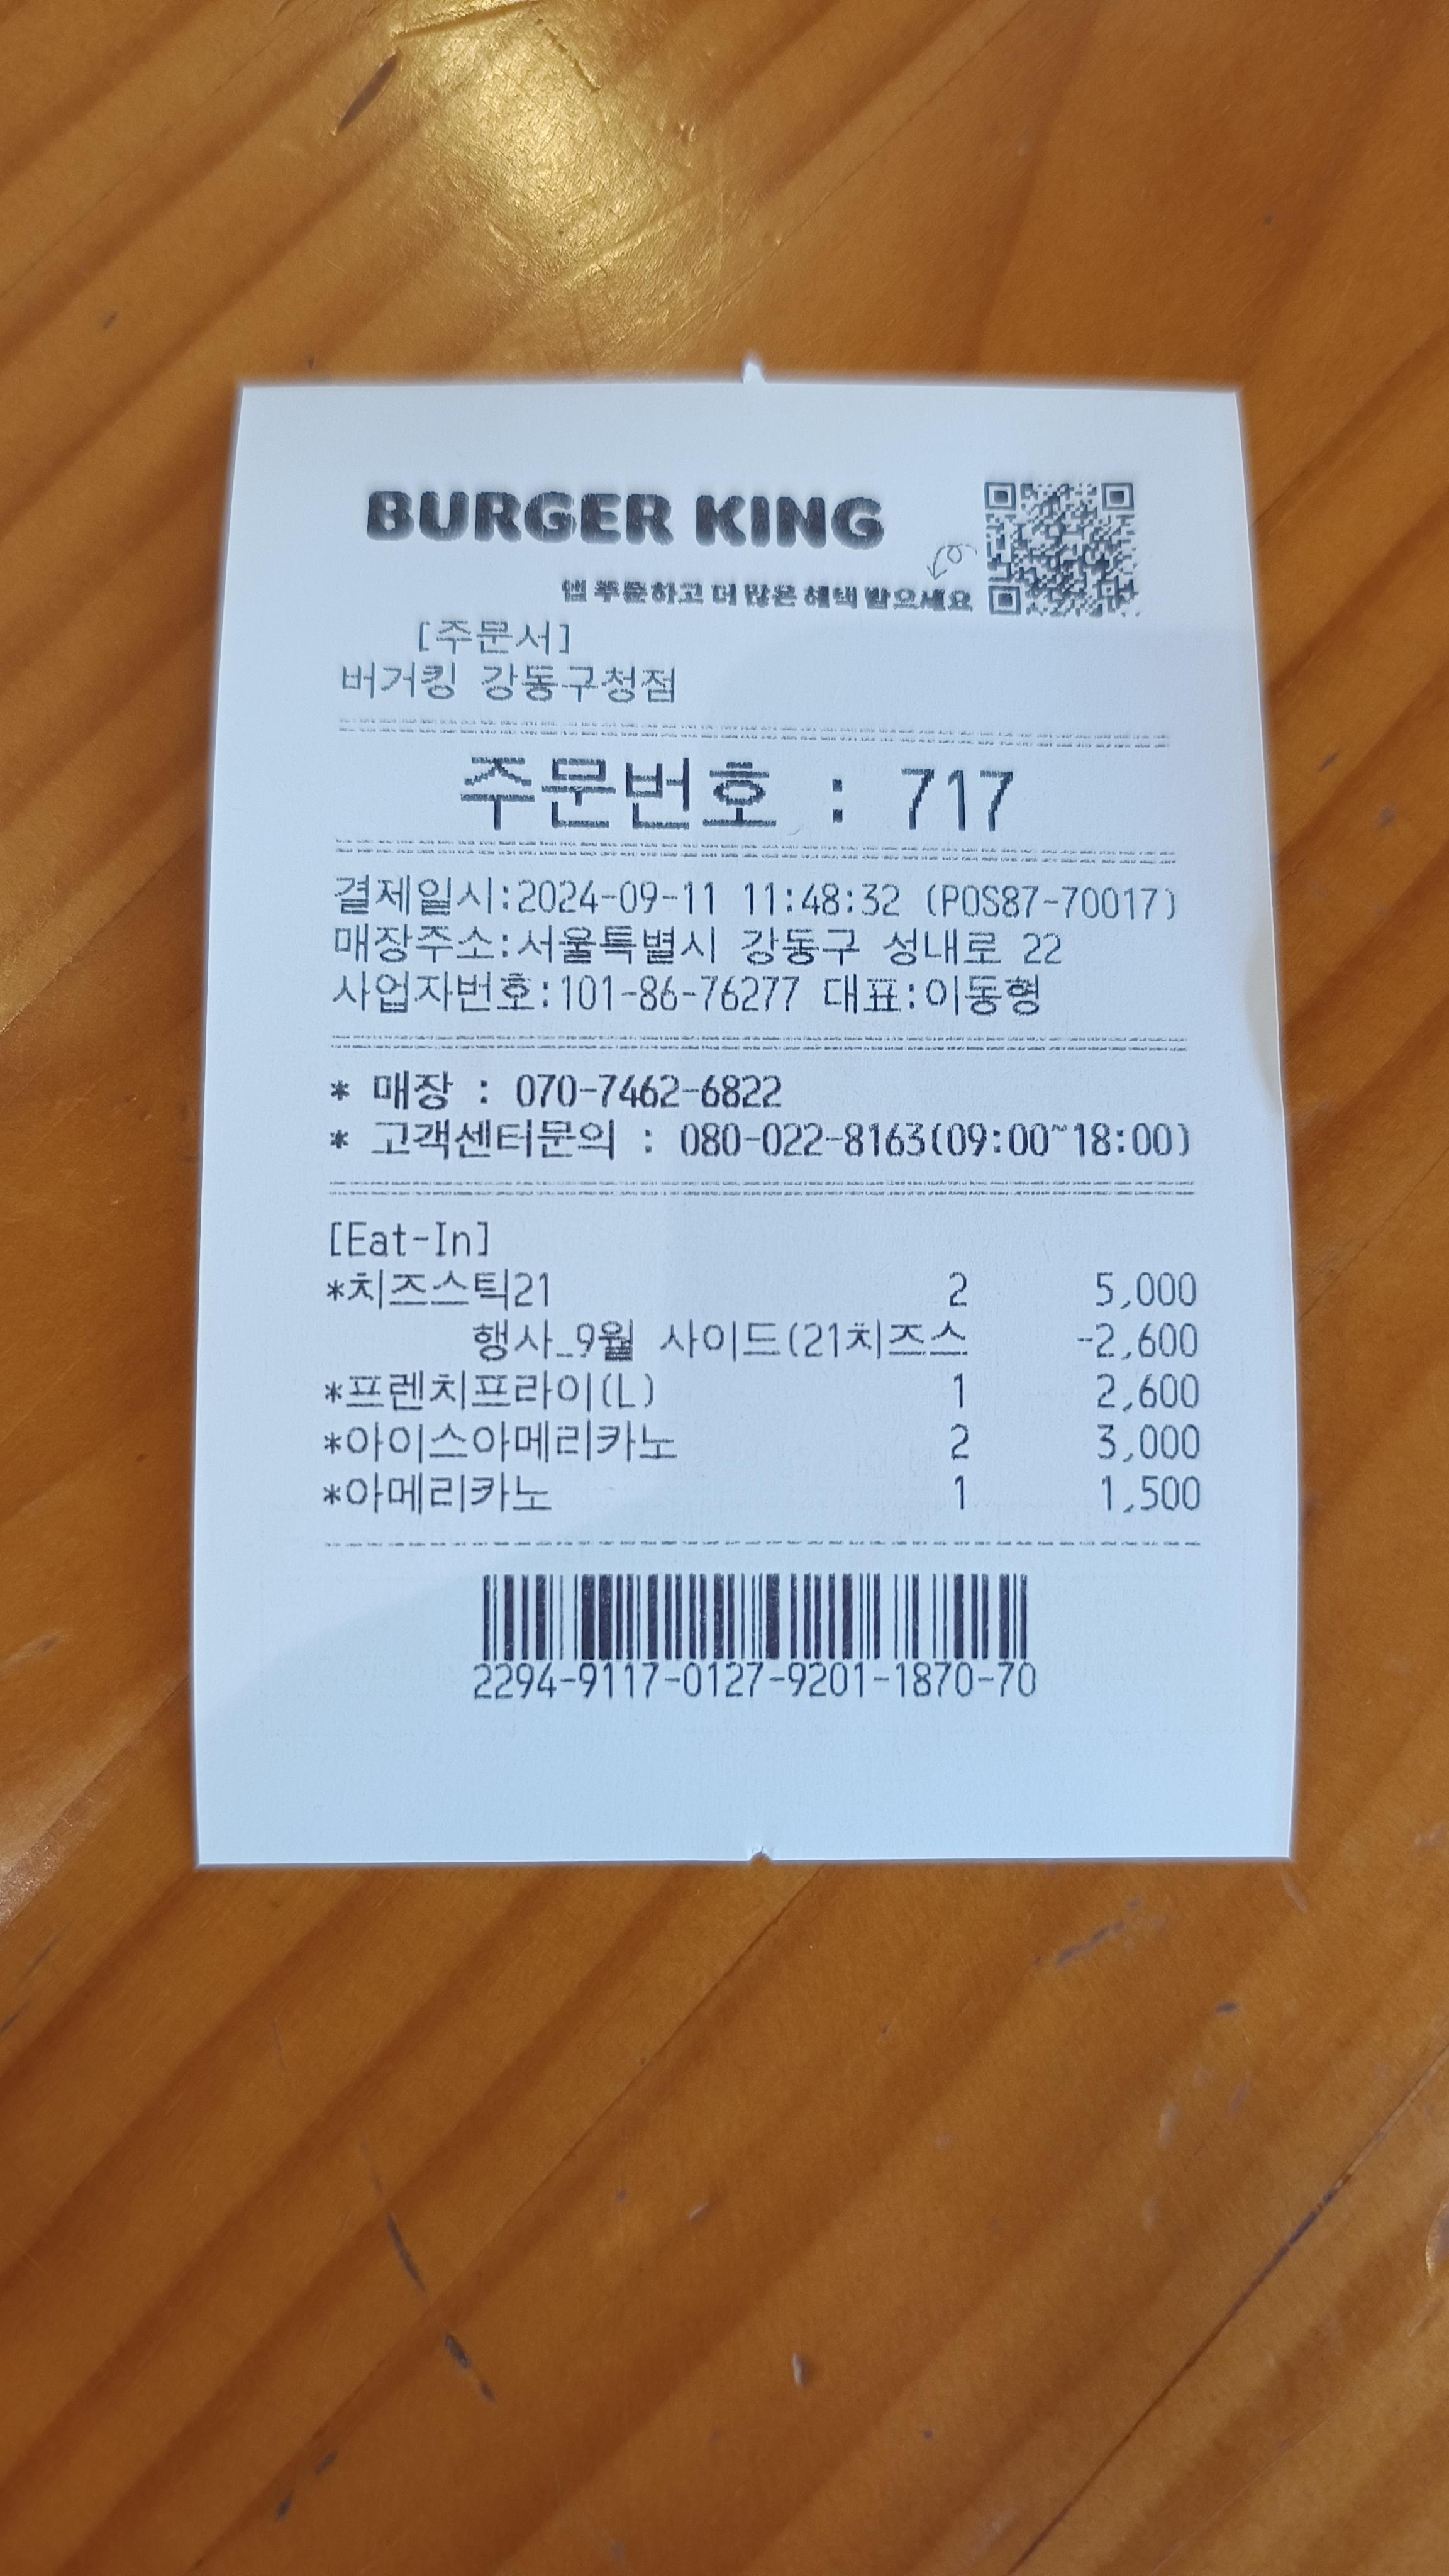 BURGER KING
앱 주문하고 더 많은 혜택 받으세요
[주문서]
버거킹 강동구청점
주문번호 : 717
결제일시:2024-09-11 11:48:32 (POS87-70017)
매장주소:서울특별시 강동구 성내로 22
사업자번호:101-86-76277 대표:이동형
* 매장 : 070-7462-6822
* 고객센터문의 : 080-022-8163(09:00~18:00)
[Eat-In]
*치즈스틱21 2 5,000
행사_9월 사이드(21치즈스 -2,600
*프렌치프라이(L) 1 2,600
*아이스아메리카노 2 3,000
*아메리카노 1 1,500
2294-9117-0127-9201-1870-70